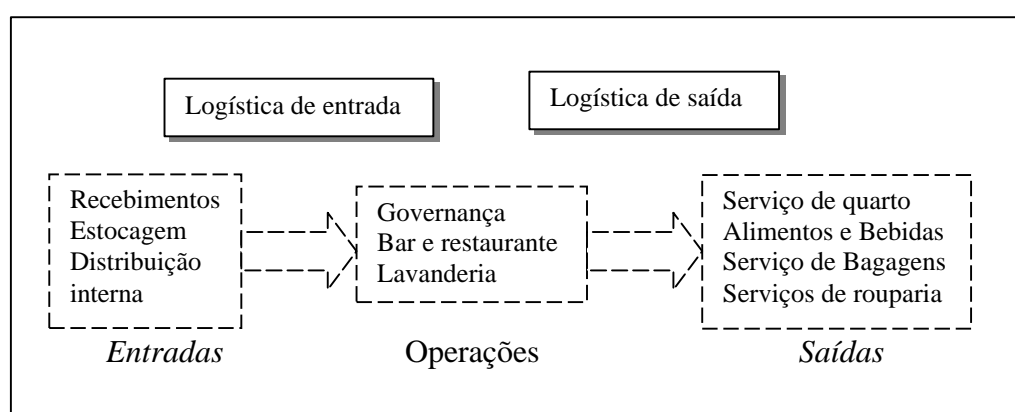 Logística de entrada
Logística de saída
Recebimentos
Estocagem
Distribuição
interna
Governança
Bar e restaurante
Lavanderia
Serviço de quarto
Alimentos e Bebidas
Serviço de Bagagens
Serviços de rouparia
Entradas
Operações
Saídas